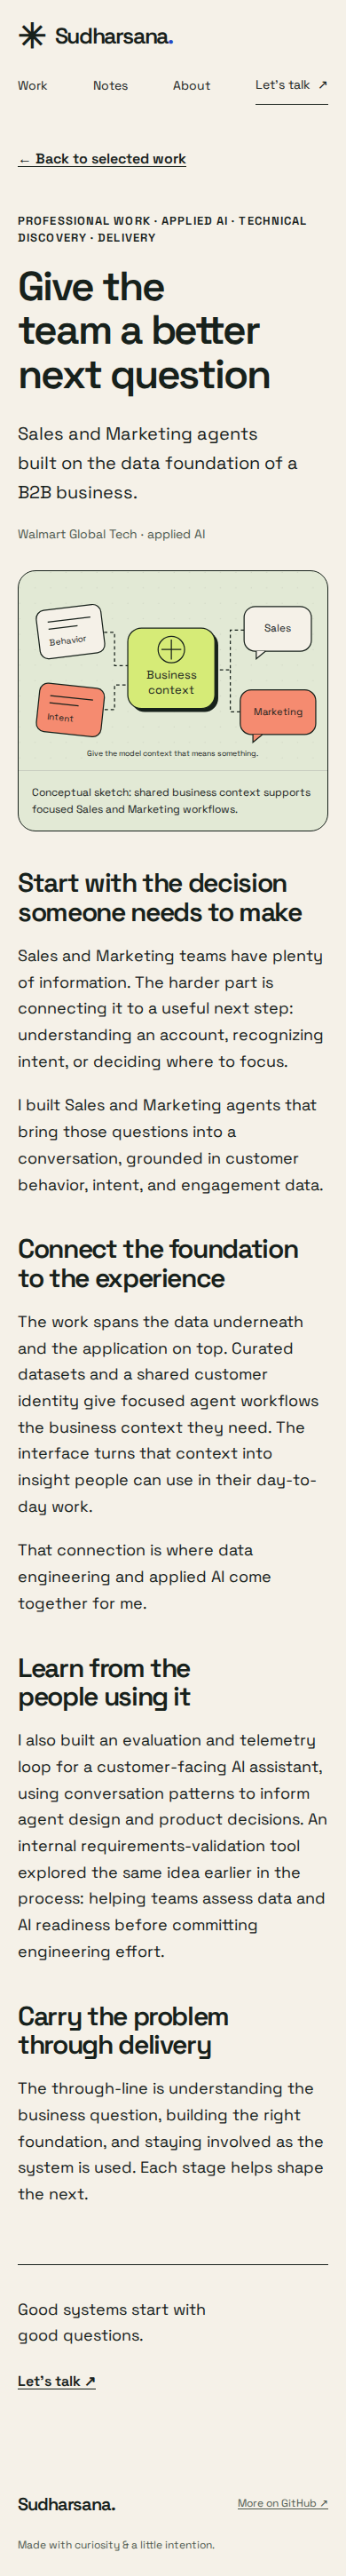 Sudharsana.
Work Notes About Let's talk ↗
← Back to selected work
PROFESSIONAL WORK · APPLIED AI · TECHNICAL
DISCOVERY · DELIVERY
Give the
team a better
next question
Sales and Marketing agents
built on the data foundation of a
B2B business.
Walmart Global Tech · applied AI
Behavior
Intent
Business
context
Sales
Marketing
Give the model context that means something.
Conceptual sketch: shared business context supports
focused Sales and Marketing workflows.
Start with the decision
someone needs to make
Sales and Marketing teams have plenty
of information. The harder part is
connecting it to a useful next step:
understanding an account, recognizing
intent, or deciding where to focus.
I built Sales and Marketing agents that
bring those questions into a
conversation, grounded in customer
behavior, intent, and engagement data.
Connect the foundation
to the experience
The work spans the data underneath
and the application on top. Curated
datasets and a shared customer
identity give focused agent workflows
the business context they need. The
interface turns that context into
insight people can use in their day-to-
day work.
That connection is where data
engineering and applied AI come
together for me.
Learn from the
people using it
I also built an evaluation and telemetry
loop for a customer-facing AI assistant,
using conversation patterns to inform
agent design and product decisions. An
internal requirements-validation tool
explored the same idea earlier in the
process: helping teams assess data and
AI readiness before committing
engineering effort.
Carry the problem
through delivery
The through-line is understanding the
business question, building the right
foundation, and staying involved as the
system is used. Each stage helps shape
the next.
Good systems start with
good questions.
Let's talk ↗
Sudharsana.
More on GitHub ↗
Made with curiosity & a little intention.